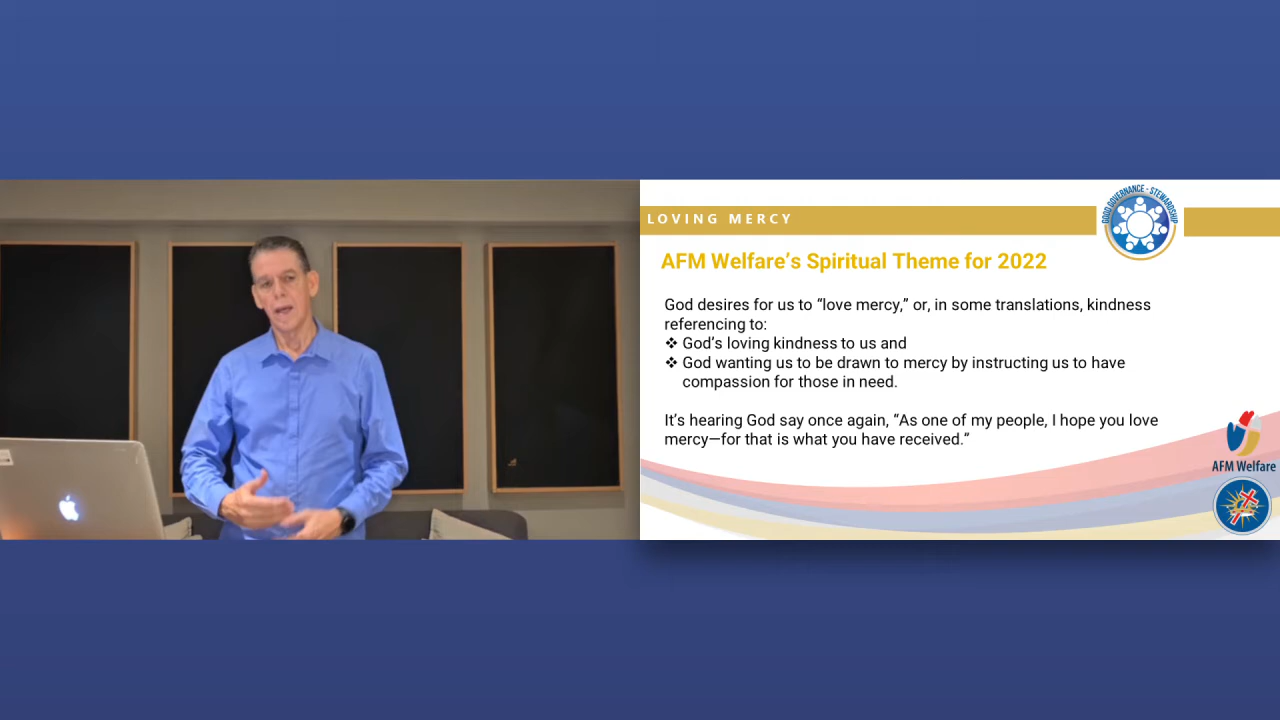 GOOD GOVERNANCE - STEWARDSHIP
LOVING MERCY
AFM Welfare’s Spiritual Theme for 2022
God desires for us to “love mercy,” or, in some translations, kindness
referencing to:
❖ God’s loving kindness to us and
❖ God wanting us to be drawn to mercy by instructing us to have
compassion for those in need.
It’s hearing God say once again, “As one of my people, I hope you love
mercy—for that is what you have received.”
AFM Welfare